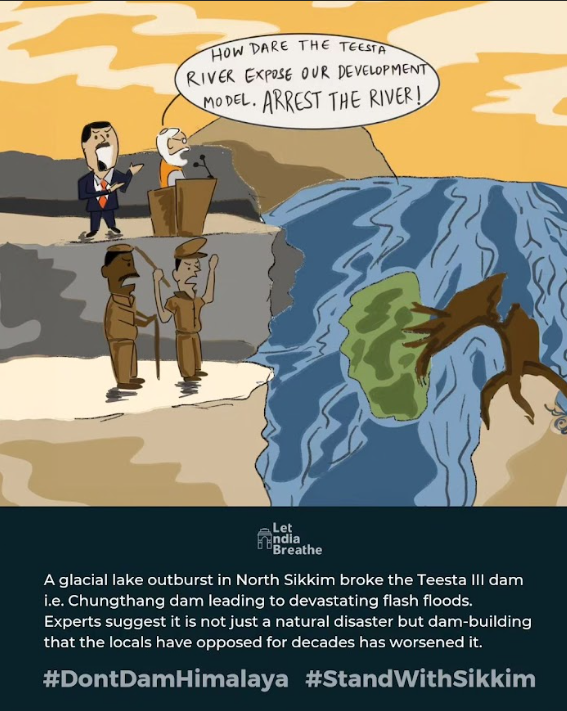 HOW DARE THE TEESTA
RIVER EXPOSE OUR DEVELOPMENT
MODEL. ARREST THE RIVER!
Let
ndia
Breathe
A glacial lake outburst in North Sikkim broke the Teesta III dam
i.e. Chungthang dam leading to devastating flash floods.
Experts suggest it is not just a natural disaster but dam-building
that the locals have opposed for decades has worsened it.
#DontDamHimalaya #StandWithSikkim